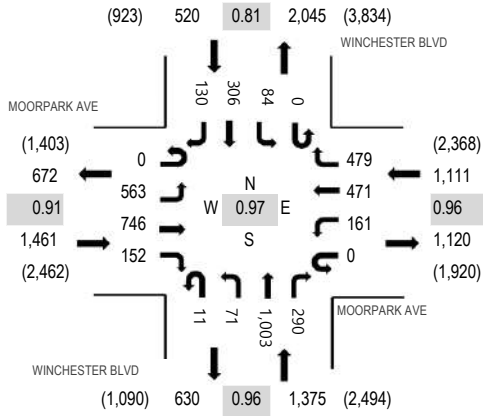 (923) 520 0.81 2,045 (3,834)
WINCHESTER BLVD
130 306 84 0
MOORPARK AVE
(1,403)
672
0.91
1,461
(2,462)
0
563
746
152
N
W 0.97 E
S
479
471
161
0
(2,368)
1,111
0.96
1,120
(1,920)
11 71 1,003 290
MOORPARK AVE
WINCHESTER BLVD
(1,090) 630 0.96 1,375 (2,494)